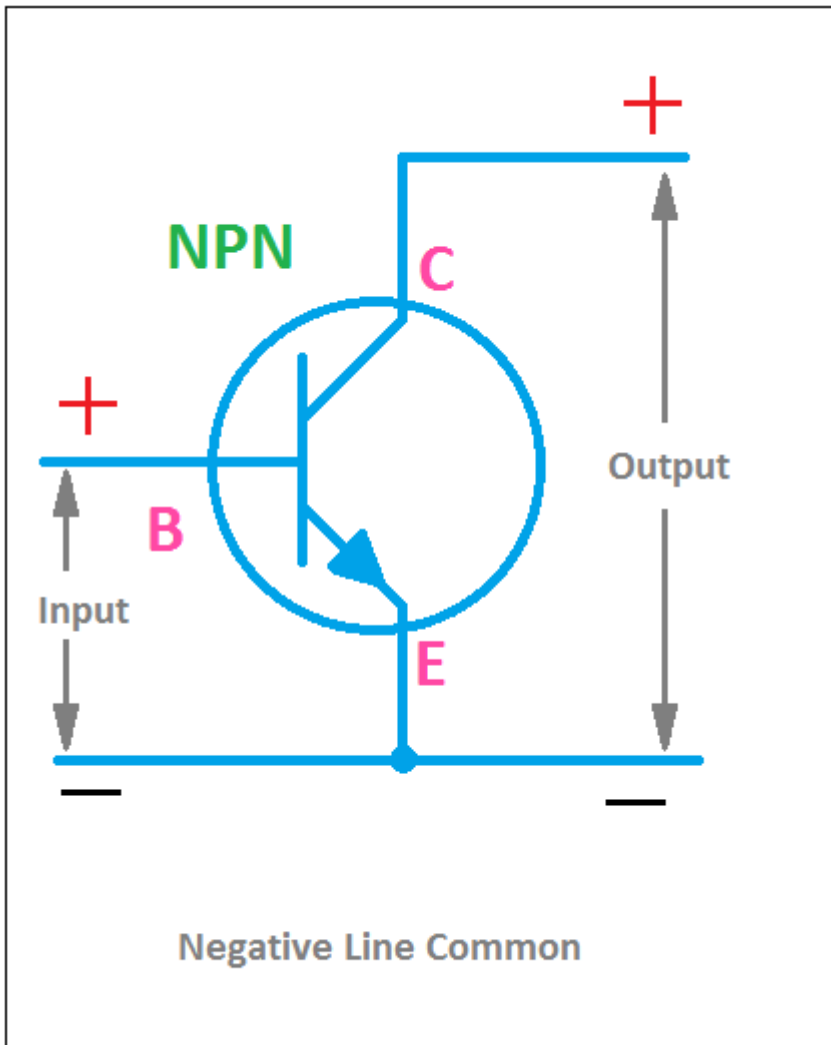 +
NPN
C
+
Output
B
Input
E
— —
Negative Line Common